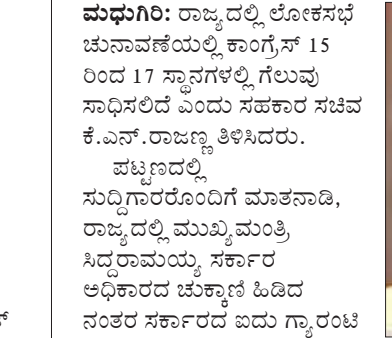 ಮಧುಗಿರಿ: ರಾಜ್ಯದಲ್ಲಿ ಲೋಕಸಭೆ
ಚುನಾವಣೆಯಲ್ಲಿ ಕಾಂಗ್ರೆಸ್ 15
ರಿಂದ 17 ಸ್ಥಾನಗಳಲ್ಲಿ ಗೆಲುವು
ಸಾಧಿಸಲಿದೆ ಎಂದು ಸಹಕಾರ ಸಚಿವ
ಕೆ.ಎನ್.ರಾಜಣ್ಣ ತಿಳಿಸಿದರು.
ಪಟ್ಟಣದಲ್ಲಿ
ಸುದ್ದಿಗಾರರೊಂದಿಗೆ ಮಾತನಾಡಿ,
ರಾಜ್ಯದಲ್ಲಿ ಮುಖ್ಯಮಂತ್ರಿ
ಸಿದ್ದರಾಮಯ್ಯ ಸರ್ಕಾರ
ಅಧಿಕಾರದ ಚುಕ್ಕಾಣಿ ಹಿಡಿದ
ನಂತರ ಸರ್ಕಾರದ ಐದು ಗ್ಯಾರಂಟಿ